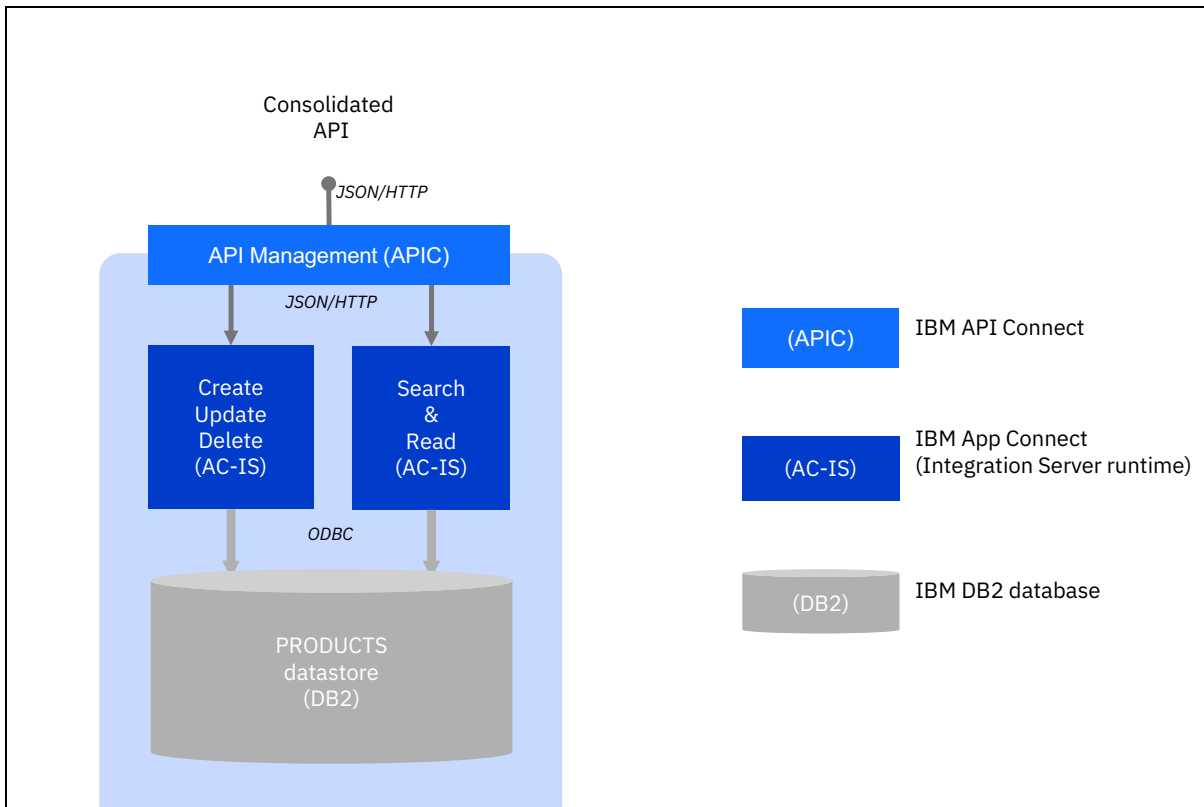 Consolidated
API
JSON/HTTP
API Management (APIC)
JSON/HTTP
Create
Update
Delete
(AC-IS)
Search
&
Read
(AC-IS)
ODBC
PRODUCTS
datastore
(DB2)
(APIC)
IBM API Connect
(AC-IS)
IBM App Connect
(Integration Server runtime)
(DB2)
IBM DB2 database